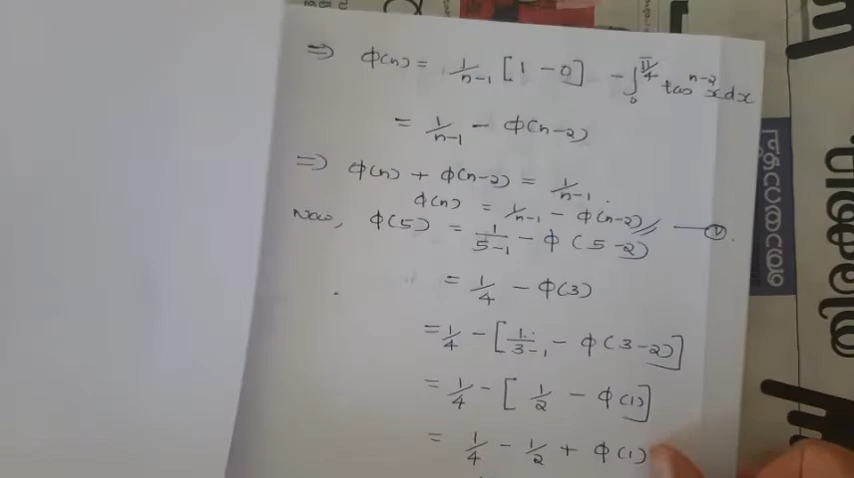 ⇒ φ(n) = 1/n-1 [1 - 0] - ∫₀^π/4 tan^n-2 x dx
= 1/n-1 - φ(n-2)
⇒ φ(n) + φ(n-2) = 1/n-1.
φ(n) = 1/n-1 - φ(n-2) //
Now, φ(5) = 1/5-1 - φ(5-2)
= 1/4 - φ(3)
= 1/4 - [1/3-1 - φ(3-2)]
= 1/4 - [1/2 - φ(1)]
= 1/4 - 1/2 + φ(1)